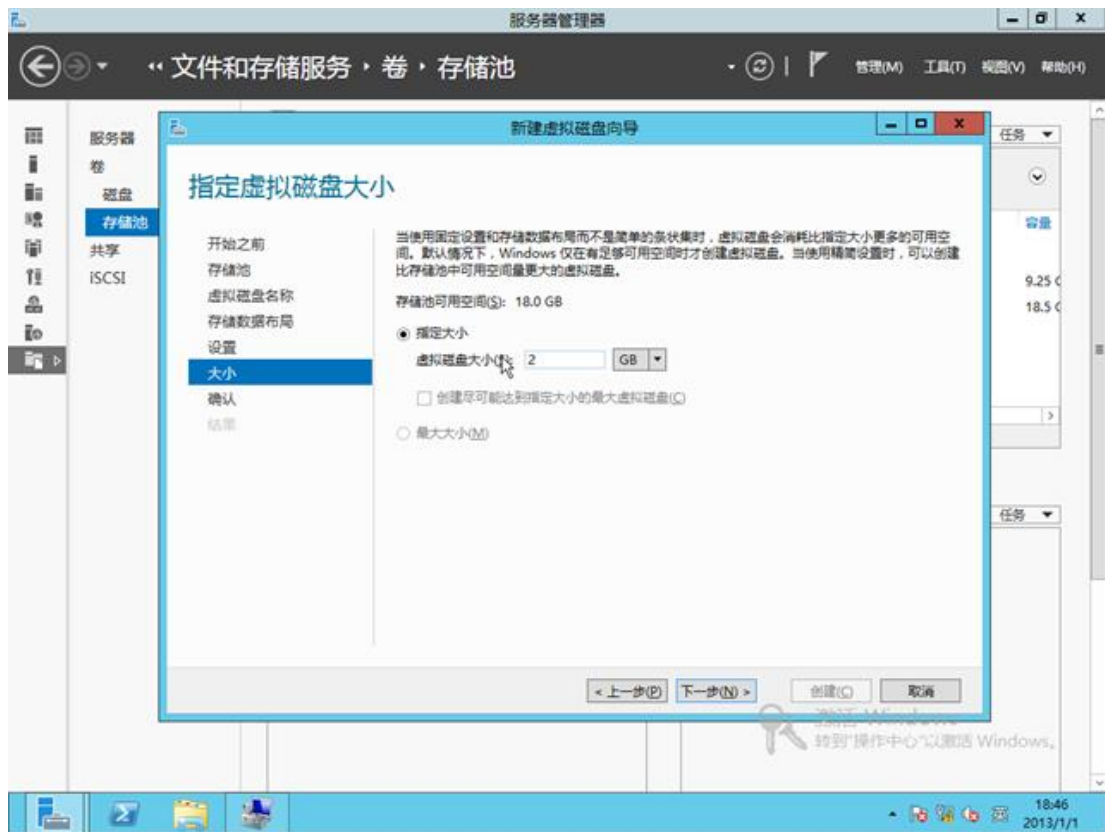 服务器管理器
文件和存储服务 · 卷 · 存储池
管理(M) 工具(T) 视图(V) 帮助(H)
服务器
卷
磁盘
存储池
共享
iSCSI
任务
容量
9.25
18.5
任务
新建虚拟磁盘向导
指定虚拟磁盘大小
开始之前
存储池
虚拟磁盘名称
存储数据布局
设置
大小
确认
结果
当使用固定设置和存储数据布局而不是简单的条状集时，虚拟磁盘会消耗比指定大小更多的可用空
间。默认情况下，Windows 仅在有足够可用空间时才创建虚拟磁盘。当使用精简设置时，可以创建
比存储池中可用空间量更大的虚拟磁盘。
存储池可用空间(S): 18.0 GB
指定大小
虚拟磁盘大小 2 GB
创建尽可能达到指定大小的最大虚拟磁盘(C)
最大大小(M)
< 上一步(P) 下一步(N) > 创建(C) 取消
激活 Windows
转到"操作中心"以激活 Windows。
18:46
2013/1/1